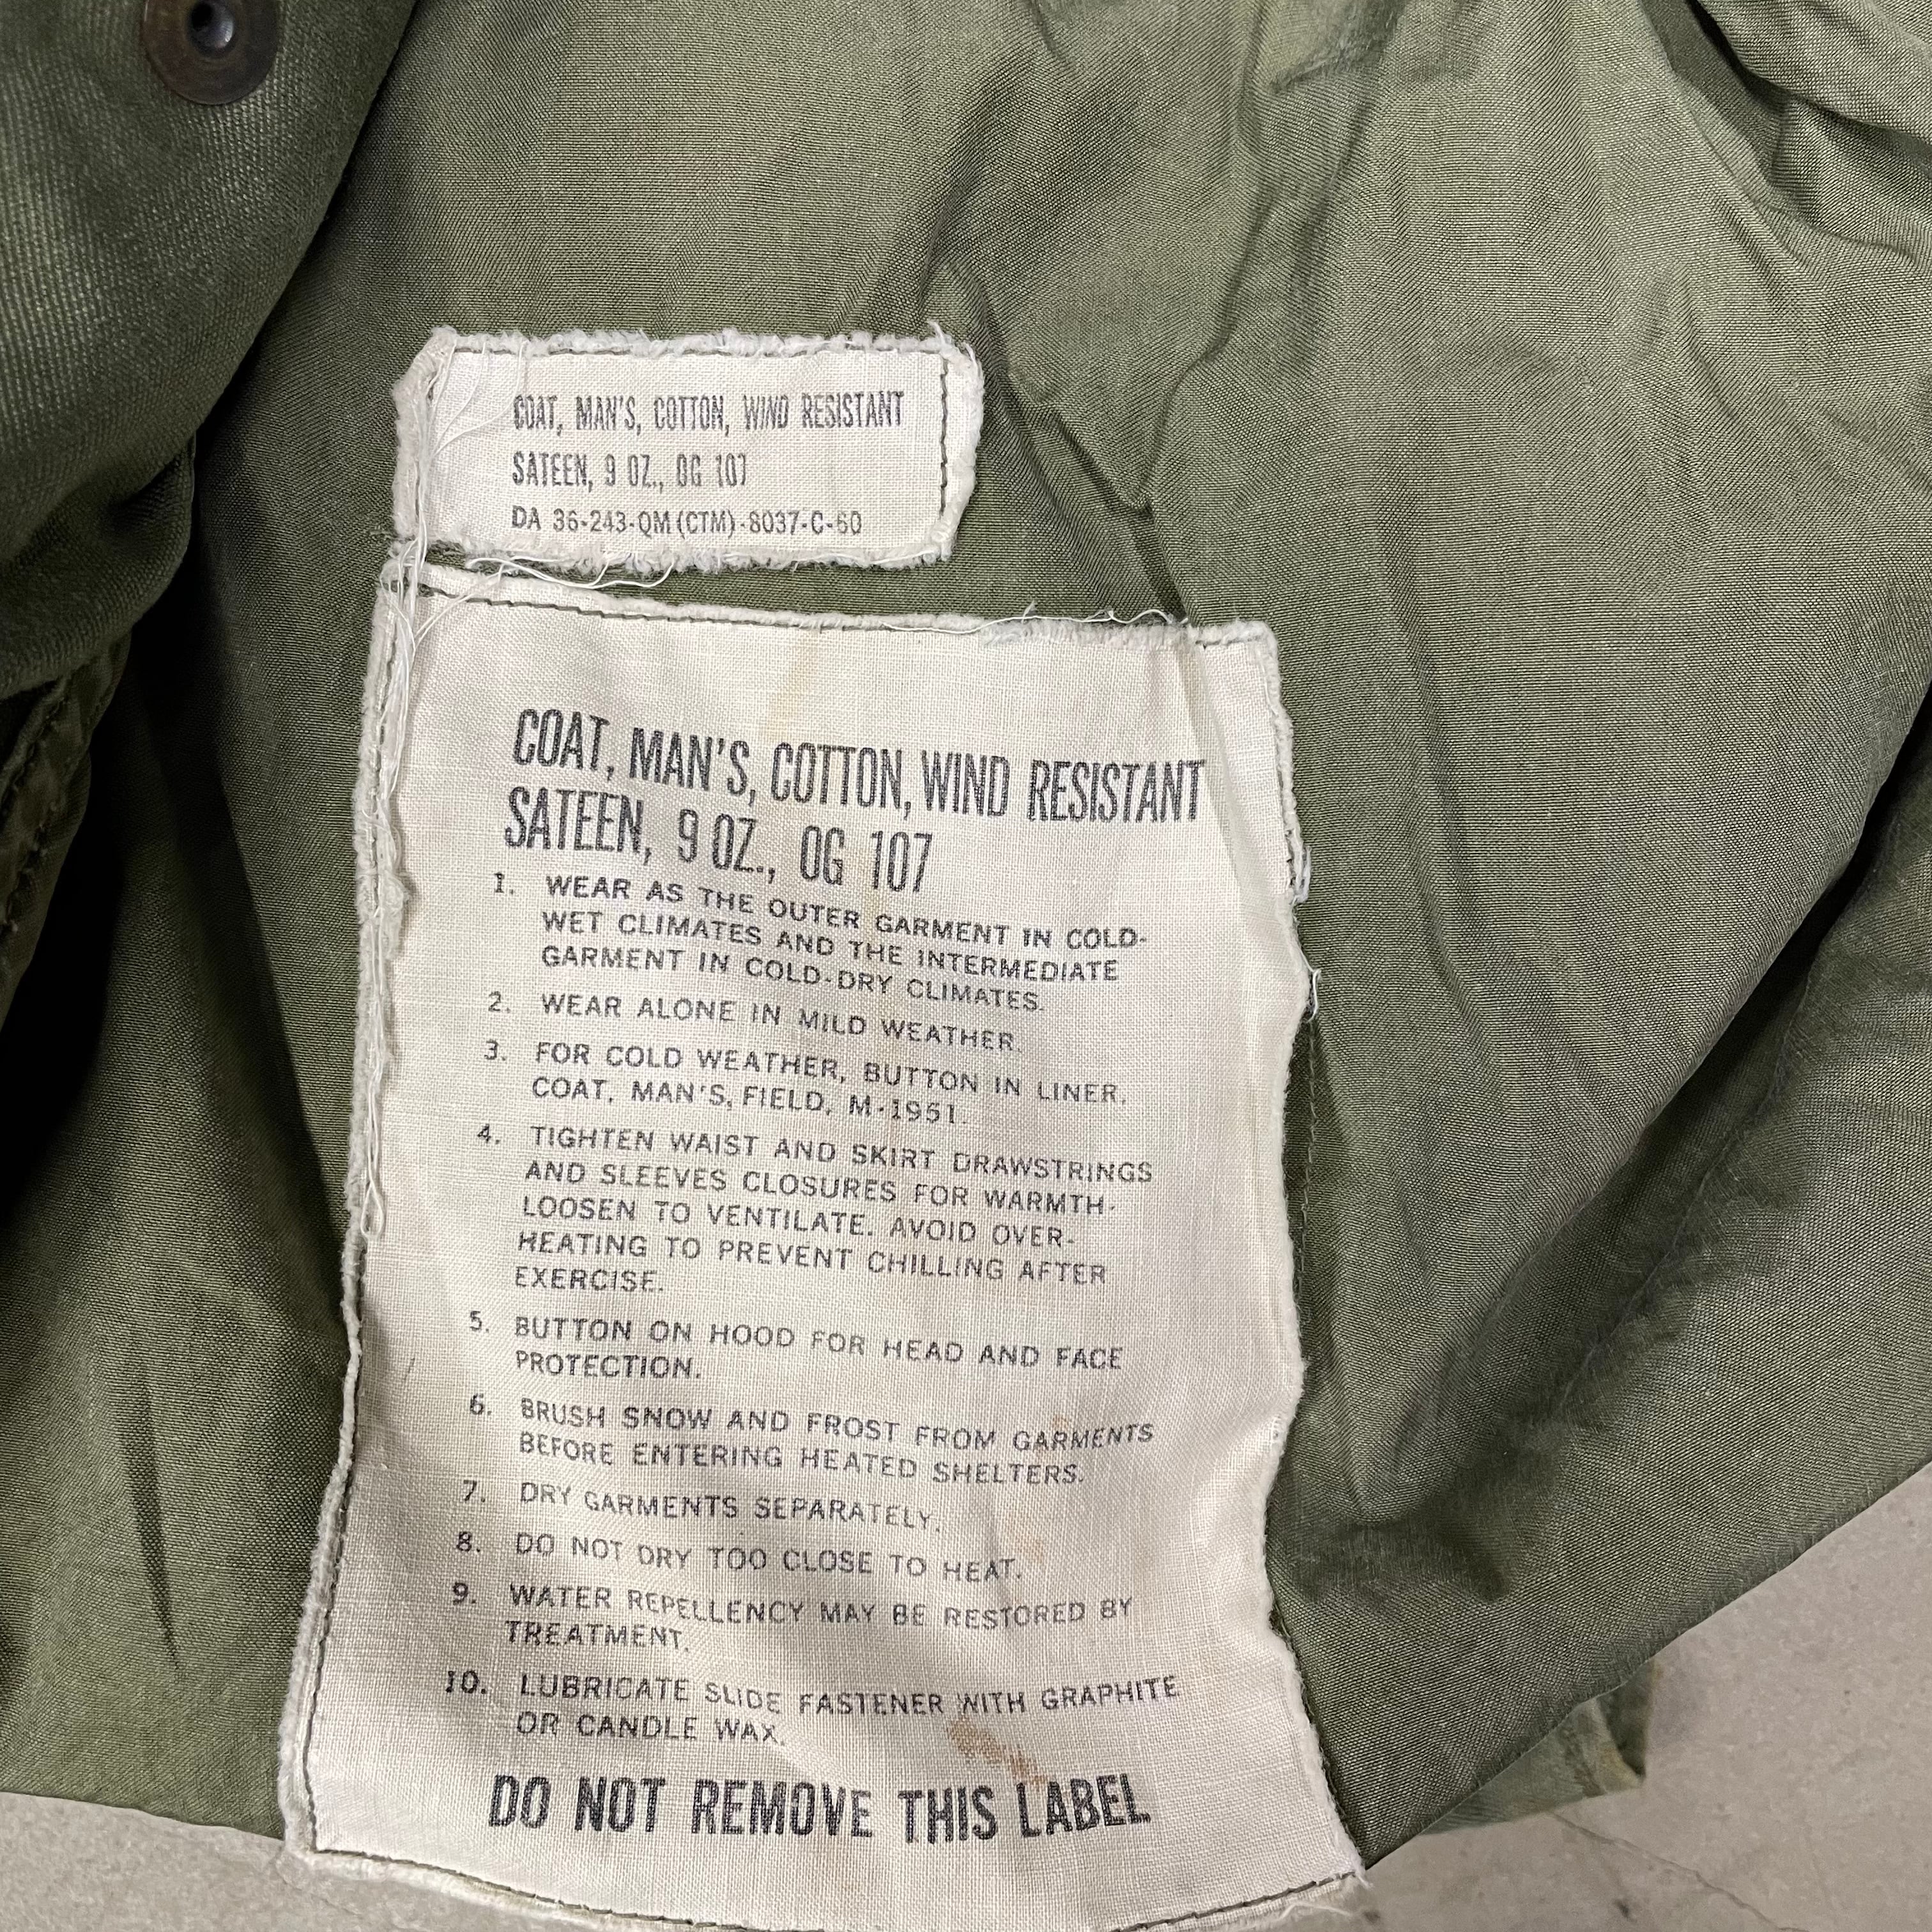 COAT, MAN'S, COTTON, WIND RESISTANT
SATEEN, 9 OZ., OG 107
DA 36-243-QM(CTM)-8037-C-60
COAT, MAN'S, COTTON, WIND RESISTANT
SATEEN, 9 OZ., OG 107
1. WEAR AS THE OUTER GARMENT IN COLD-
WET CLIMATES AND THE INTERMEDIATE
GARMENT IN COLD-DRY CLIMATES.
2. WEAR ALONE IN MILD WEATHER.
3. FOR COLD WEATHER, BUTTON IN LINER,
COAT, MAN'S, FIELD, M-1951.
4. TIGHTEN WAIST AND SKIRT DRAWSTRINGS
AND SLEEVES CLOSURES FOR WARMTH-
LOOSEN TO VENTILATE. AVOID OVER-
HEATING TO PREVENT CHILLING AFTER
EXERCISE.
5. BUTTON ON HOOD FOR HEAD AND FACE
PROTECTION.
6. BRUSH SNOW AND FROST FROM GARMENTS
BEFORE ENTERING HEATED SHELTERS.
7. DRY GARMENTS SEPARATELY.
8. DO NOT DRY TOO CLOSE TO HEAT.
9. WATER REPELLENCY MAY BE RESTORED BY
TREATMENT.
10. LUBRICATE SLIDE FASTENER WITH GRAPHITE
OR CANDLE WAX.
DO NOT REMOVE THIS LABEL